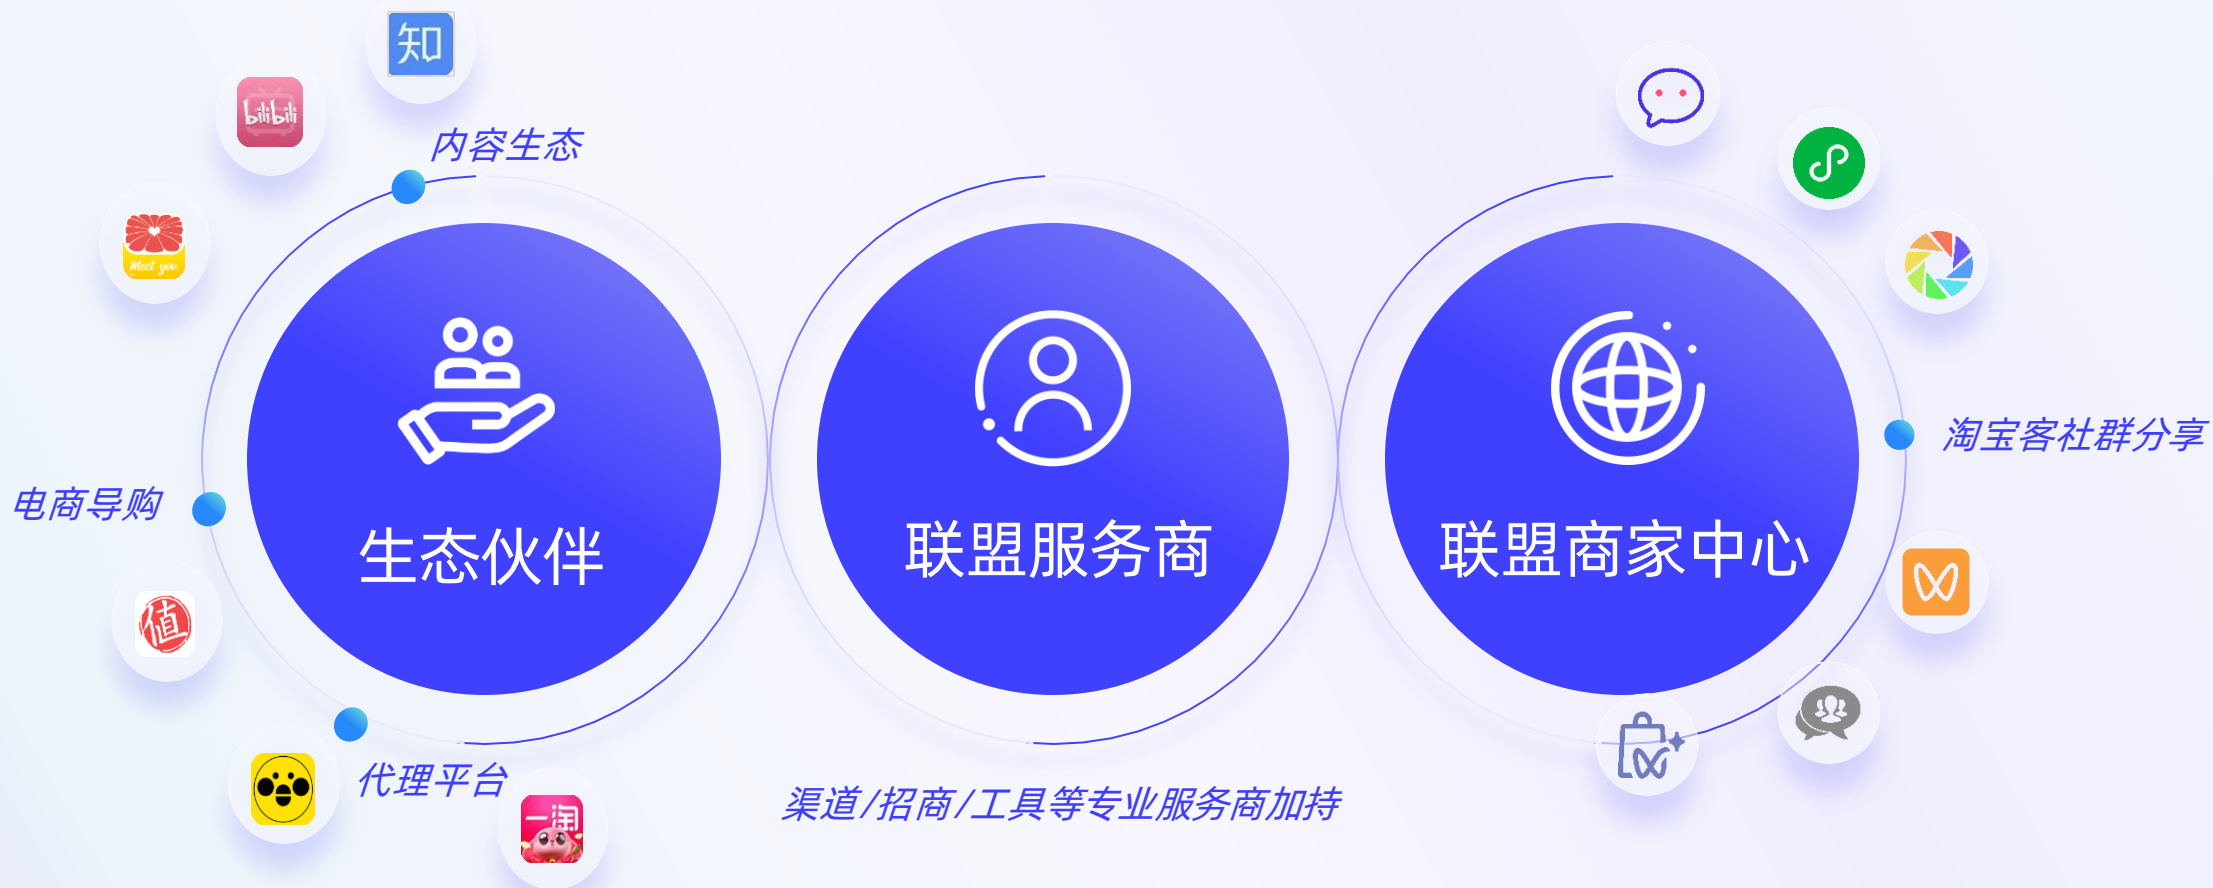 知
bilibili
内容生态
Meet you
生态伙伴
联盟服务商
联盟商家中心
淘宝客社群分享
电商导购
值
代理平台
一淘
渠道/招商/工具等专业服务商加持